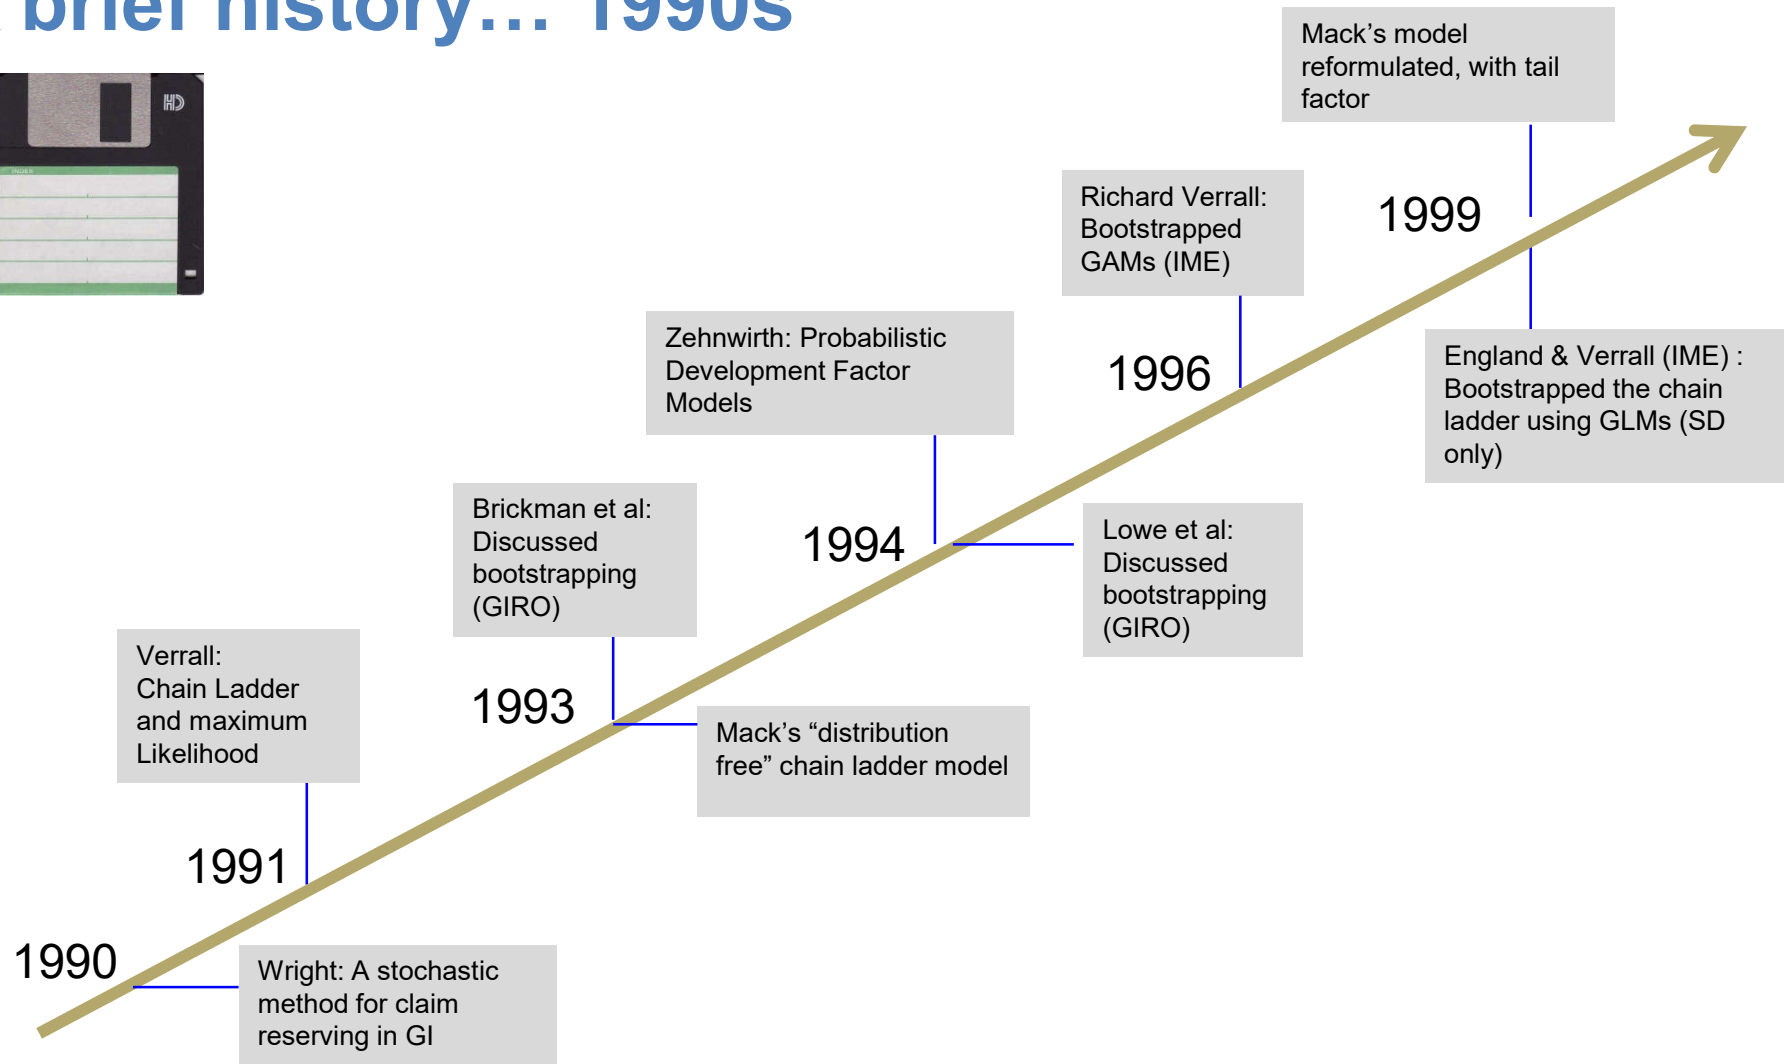 brief history… 1990s
HD
INDEX
Mack’s model
reformulated, with tail
factor
Richard Verrall:
Bootstrapped
GAMs (IME)
1999
Zehnwirth: Probabilistic
Development Factor
Models
1996
England & Verrall (IME) :
Bootstrapped the chain
ladder using GLMs (SD
only)
Brickman et al:
Discussed
bootstrapping
(GIRO)
1994
Lowe et al:
Discussed
bootstrapping
(GIRO)
Verrall:
Chain Ladder
and maximum
Likelihood
1993
Mack’s “distribution
free” chain ladder model
1991
1990
Wright: A stochastic
method for claim
reserving in GI